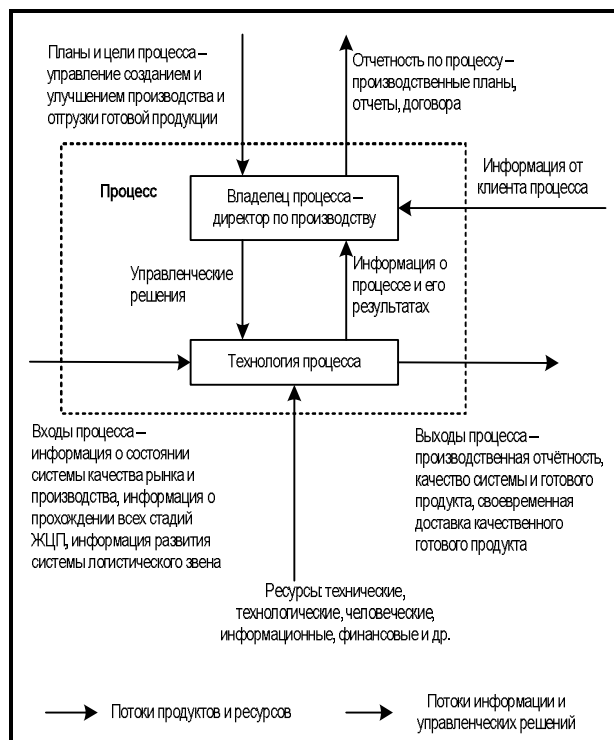 Планы и цели процесса –
управление созданием и
улучшением производства и
отгрузки готовой продукции
Отчетность по процессу –
производственные планы,
отчеты, договора
Информация от
клиента процесса
Процесс
Владелец процесса –
директор по производству
Управленческие
решения
Информация о
процессе и его
результатах
Технология процесса
Входы процесса –
информация о состоянии
системы качества рынка и
производства, информация о
прохождении всех стадий
ЖЦП, информация развития
системы логистического звена
Выходы процесса –
производственная отчётность,
качество системы и готового
продукта, своевременная
доставка качественного
готового продукта
Ресурсы: технические,
технологические, человеческие,
информационные, финансовые и др.
Потоки продуктов и ресурсов
Потоки информации и
управленческих решений